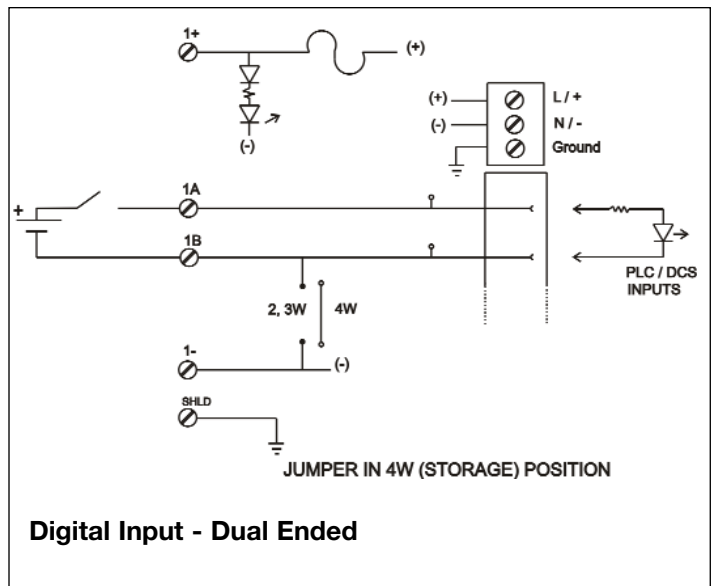 1+
(+)
(+)
L / +
(-)
N / -
Ground
(-)
1A
+
1B
PLC / DCS
INPUTS
2, 3W
4W
1-
(-)
SHLD
JUMPER IN 4W (STORAGE) POSITION
Digital Input - Dual Ended